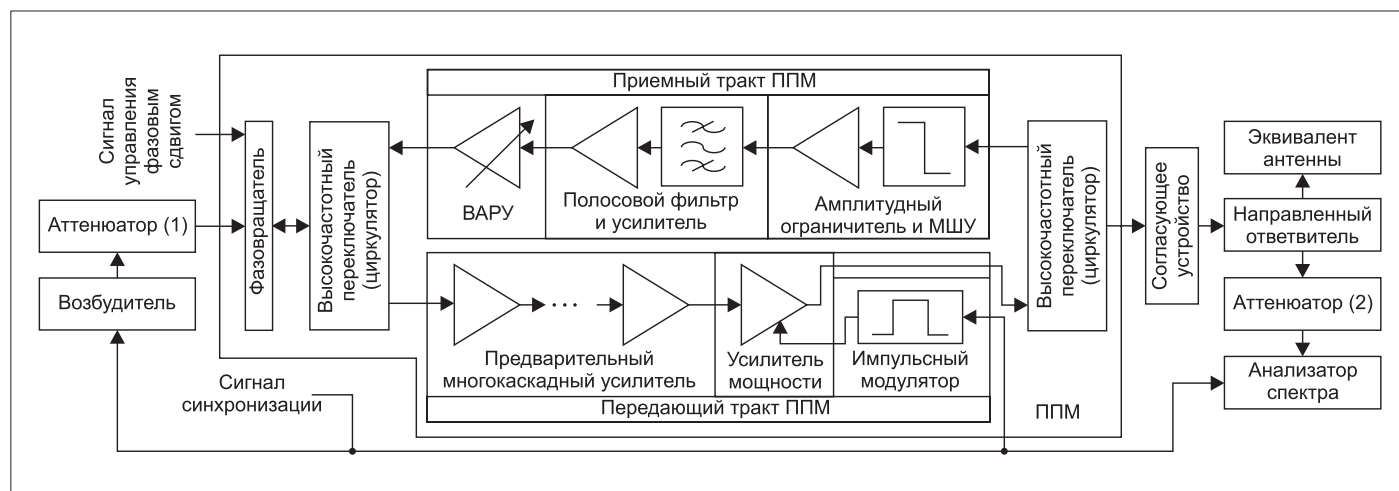 Приемный тракт ППМ
Сигнал
управления
фазовым
сдвигом
Аттенюатор (1)
Возбудитель
Фазовращатель
Высокочастотный
переключатель
(циркулятор)
ВАРУ
Полосовой фильтр
и усилитель
Амплитудный
ограничитель и МШУ
Высокочастотный
переключатель
(циркулятор)
Согласующее
устройство
Эквивалент
антенны
Направленный
ответвитель
Аттенюатор (2)
Анализатор
спектра
...
Предварительный
многокаскадный усилитель
Усилитель
мощности
Импульсный
модулятор
Передающий тракт ППМ
ППМ
Сигнал
синхронизации